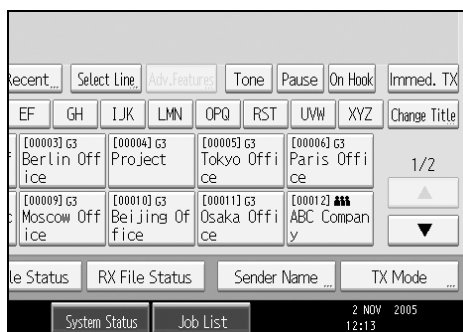 Recent Select Line Adv.Features Tone Pause On Hook Immed. TX
EF GH IJK LMN OPQ RST UVW XYZ Change Title
[00003] G3 [00004] G3 [00005] G3 [00006] G3
Berlin Off Project Tokyo Offi Paris Offi
ice ce ce
1/2
[00009] G3 [00010] G3 [00011] G3 [00012]
Moscow Off Beijing Of Osaka Offi ABC Compan
ice fice ce y
le Status RX File Status Sender Name TX Mode
System Status Job List 2 NOV 2005
12:13